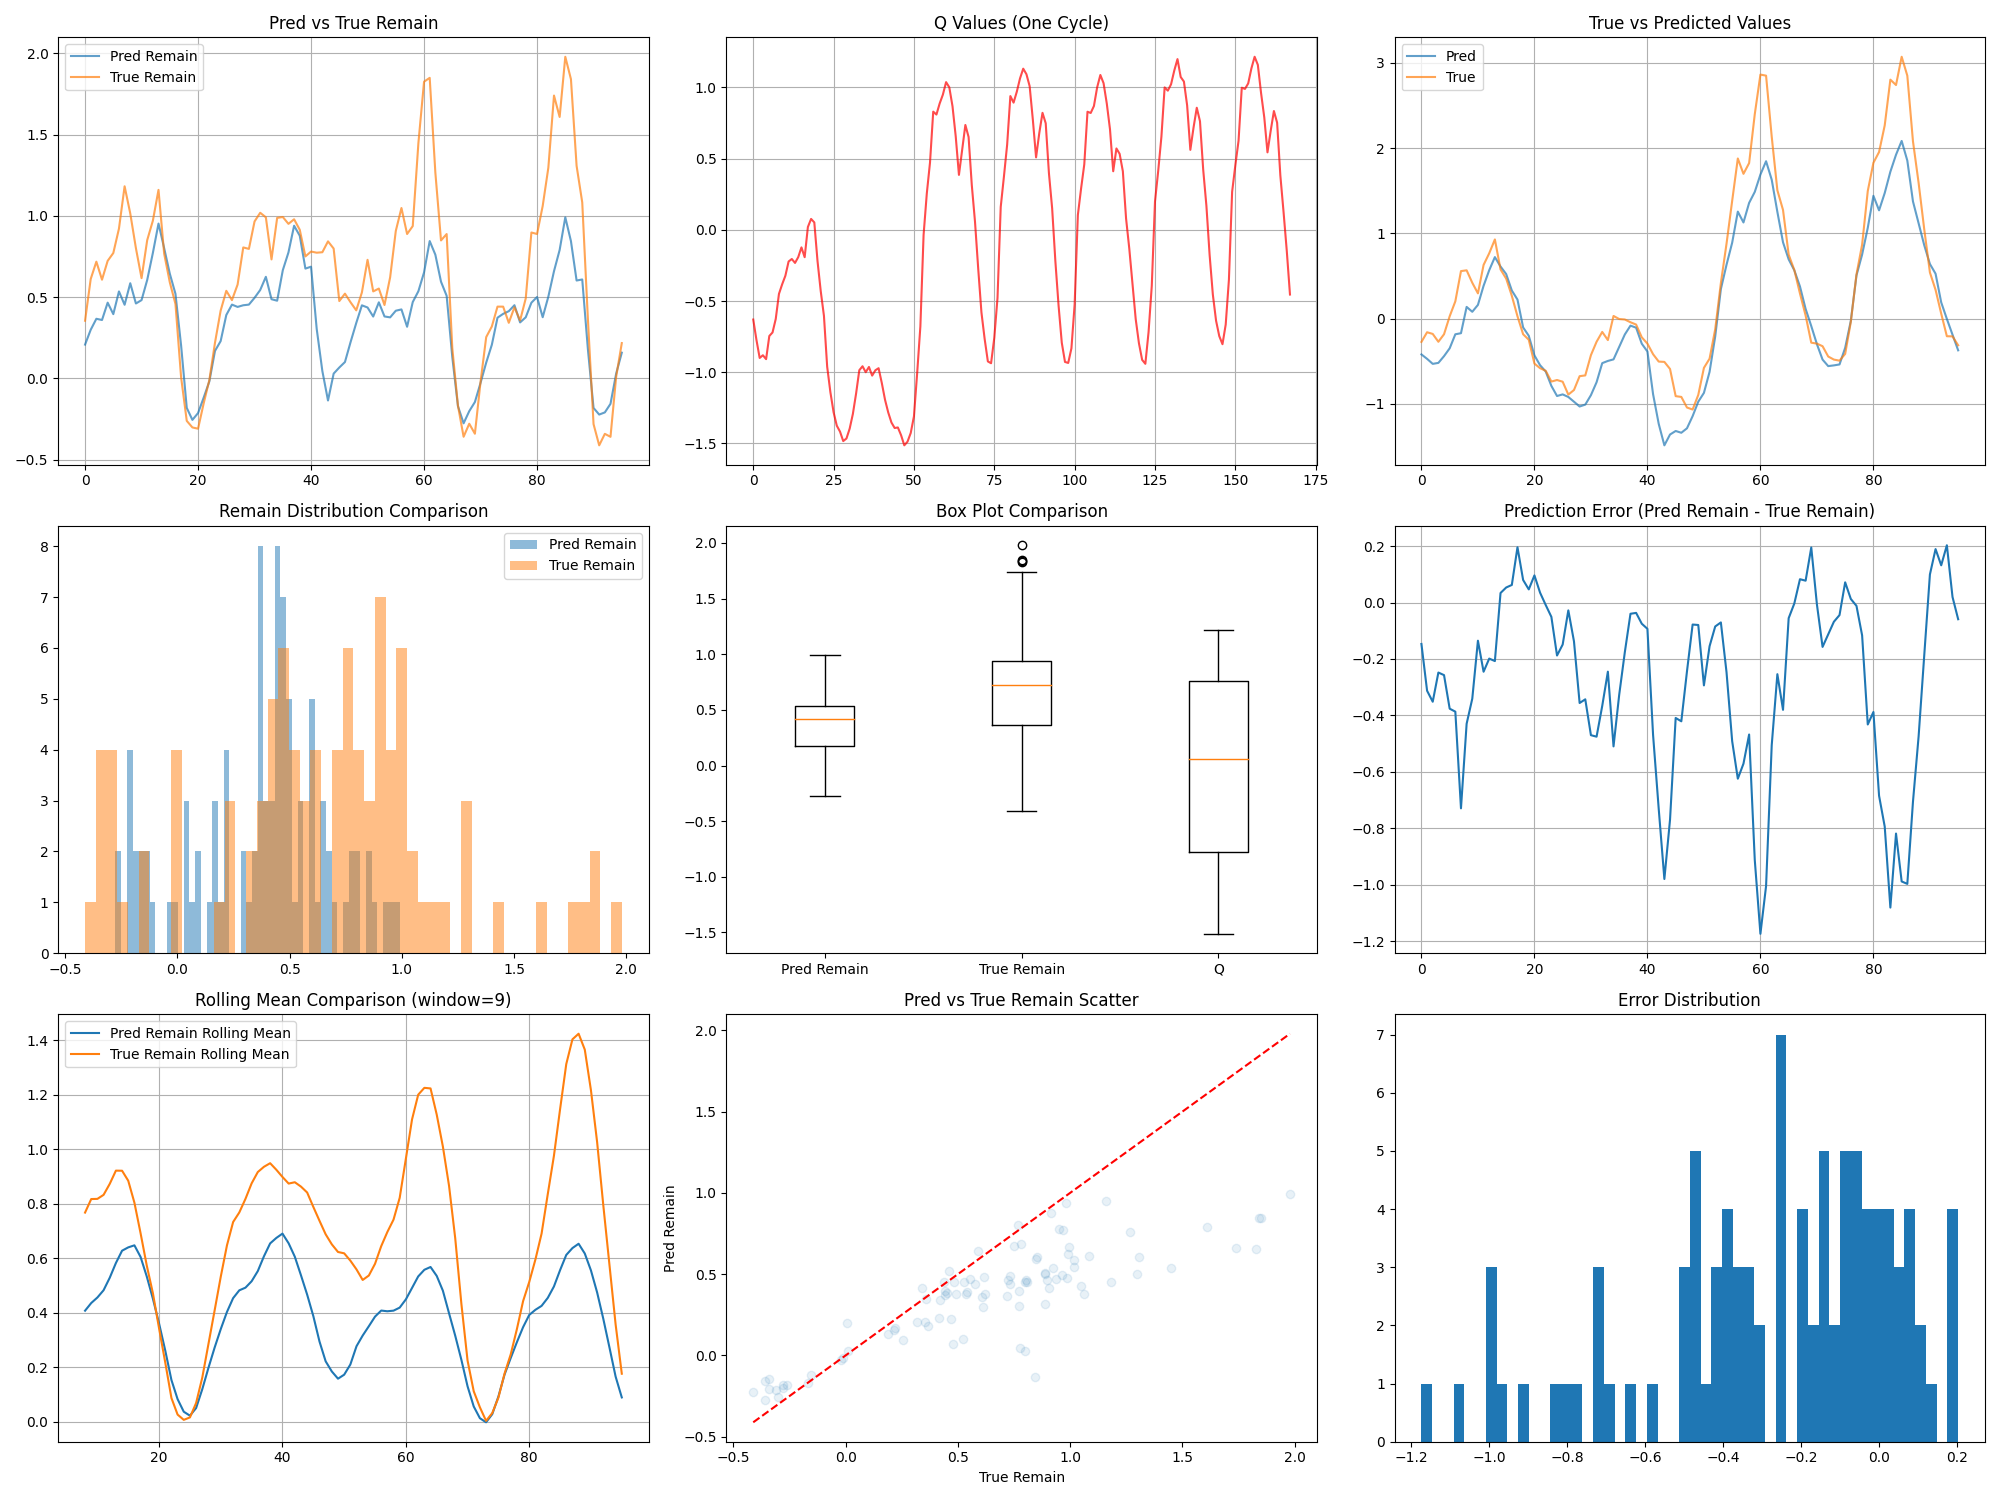 Pred vs True Remain
Pred Remain
True Remain
2.0
1.5
1.0
0.5
0.0
−0.5
0 20 40 60 80
Q Values (One Cycle)
1.0
0.5
0.0
−0.5
−1.0
−1.5
0 25 50 75 100 125 150 175
True vs Predicted Values
Pred
True
3
2
1
0
−1
0 20 40 60 80
Remain Distribution Comparison
Pred Remain
True Remain
8
7
6
5
4
3
2
1
0
−0.5 0.0 0.5 1.0 1.5 2.0
Box Plot Comparison
2.0
1.5
1.0
0.5
0.0
−0.5
−1.0
−1.5
Pred Remain True Remain Q
Prediction Error (Pred Remain - True Remain)
0.2
0.0
−0.2
−0.4
−0.6
−0.8
−1.0
−1.2
0 20 40 60 80
Rolling Mean Comparison (window=9)
Pred Remain Rolling Mean
True Remain Rolling Mean
1.4
1.2
1.0
0.8
0.6
0.4
0.2
0.0
20 40 60 80
Pred vs True Remain Scatter
Pred Remain
2.0
1.5
1.0
0.5
0.0
−0.5
−0.5 0.0 0.5 1.0 1.5 2.0
True Remain
Error Distribution
7
6
5
4
3
2
1
0
−1.2 −1.0 −0.8 −0.6 −0.4 −0.2 0.0 0.2